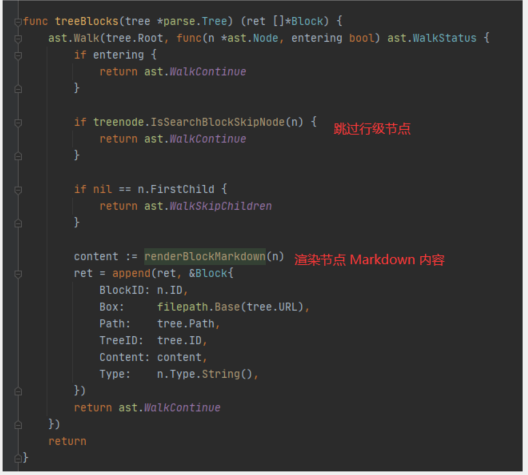 func treeBlocks(tree *parse.Tree) (ret []*Block) {
    ast.Walk(tree.Root, func(n *ast.Node, entering bool) ast.WalkStatus {
        if entering {
            return ast.WalkContinue
        }

        if treenode.IsSearchBlockSkipNode(n) { 跳过行级节点
            return ast.WalkContinue
        }

        if nil == n.FirstChild {
            return ast.WalkSkipChildren
        }

        content := renderBlockMarkdown(n) 渲染节点 Markdown 内容
        ret = append(ret, &Block{
            BlockID: n.ID,
            Box:     filepath.Base(tree.URL),
            Path:    tree.Path,
            TreeID:  tree.ID,
            Content: content,
            Type:    n.Type.String(),
        })
        return ast.WalkContinue
    })
    return
}